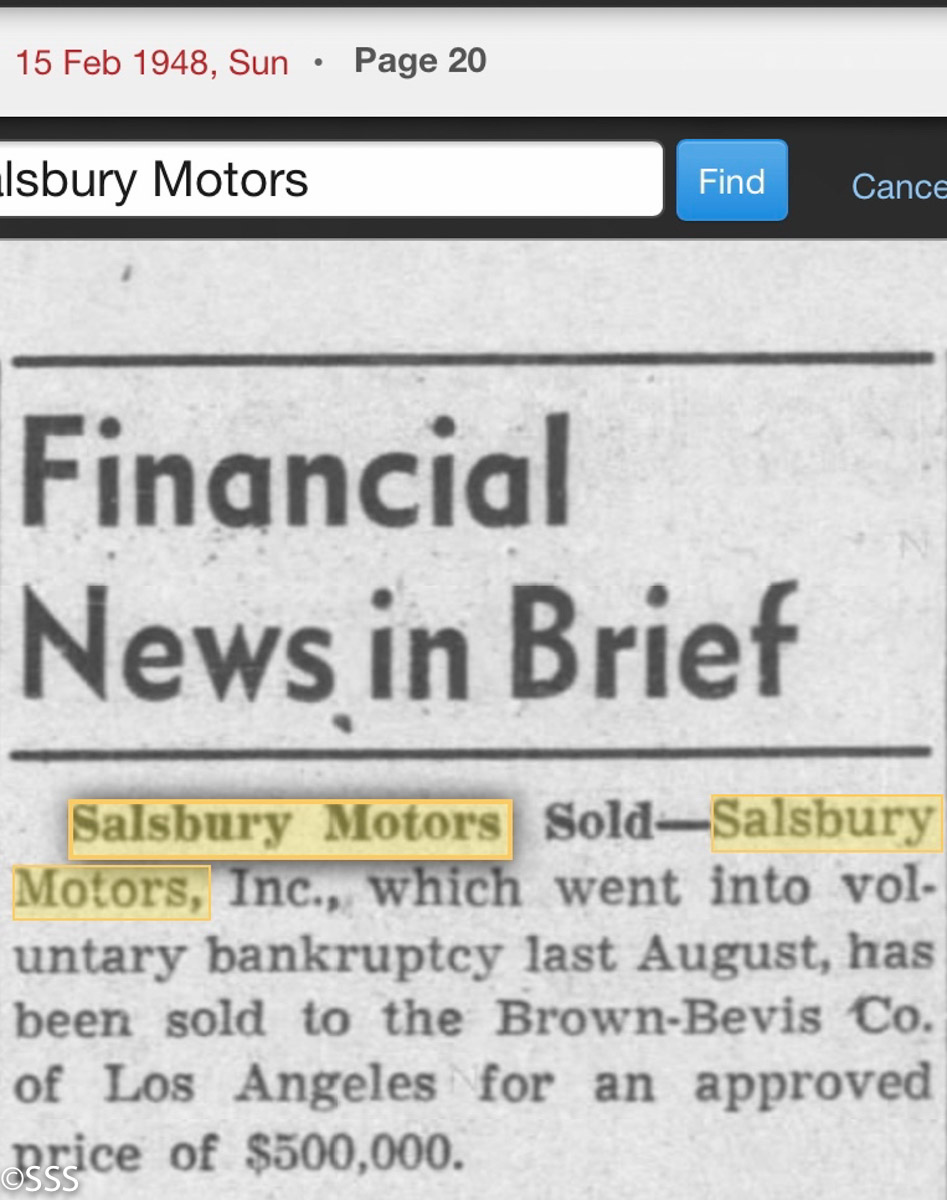 15 Feb 1948, Sun • Page 20
alsbury Motors Find Cance
Financial
News in Brief
Salsbury Motors Sold—Salsbury
Motors, Inc., which went into vol-
untary bankruptcy last August, has
been sold to the Brown-Bevis Co.
of Los Angeles for an approved
price of $500,000.
©SSS